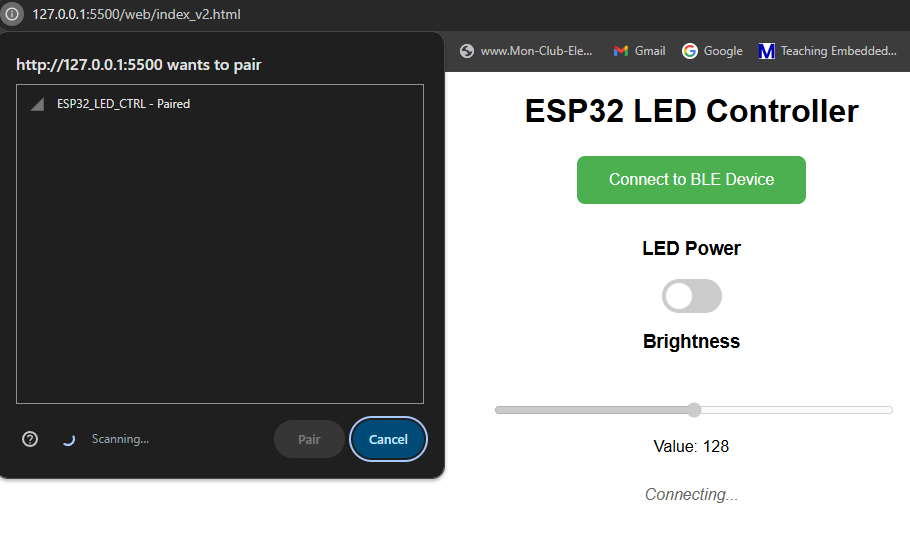 127.0.0.1:5500/web/index_v2.html
www.Mon-Club-Ele... Gmail Google Teaching Embedded...
http://127.0.0.1:5500 wants to pair
ESP32_LED_CTRL - Paired
Scanning...
Pair
Cancel
ESP32 LED Controller
Connect to BLE Device
LED Power
Brightness
Value: 128
Connecting...